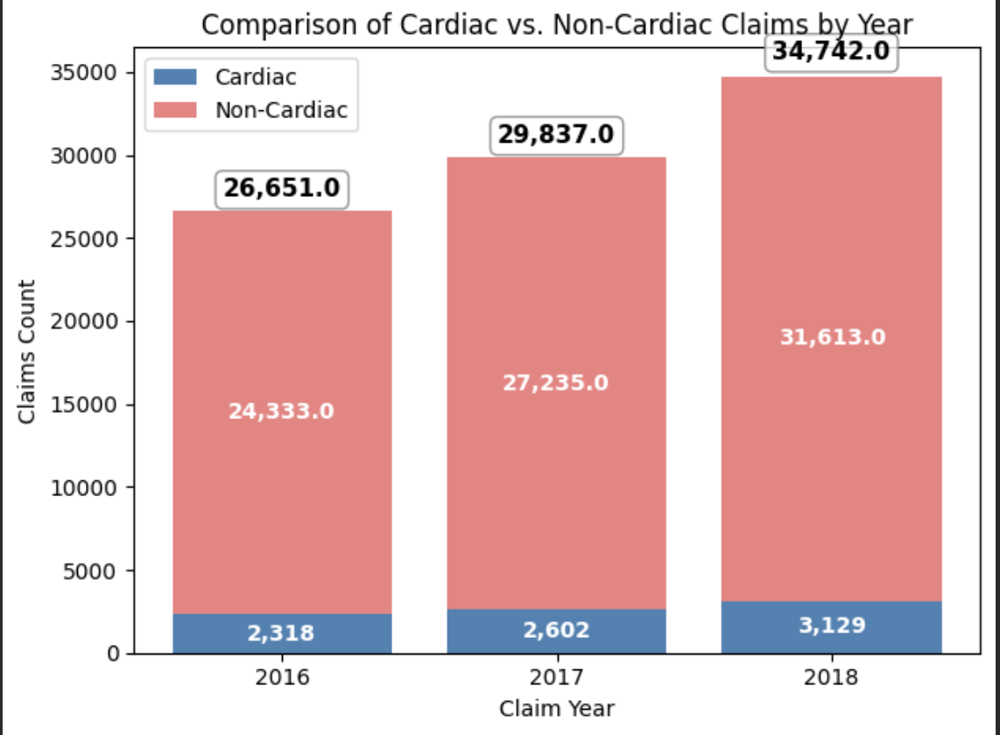 Comparison of Cardiac vs. Non-Cardiac Claims by Year
34,742.0
35000
Cardiac
Non-Cardiac
29,837.0
30000
26,651.0
25000
20000
31,613.0
27,235.0
24,333.0
15000
10000
5000
3,129
2,602
2,318
0
Claims Count
2016 2017 2018
Claim Year